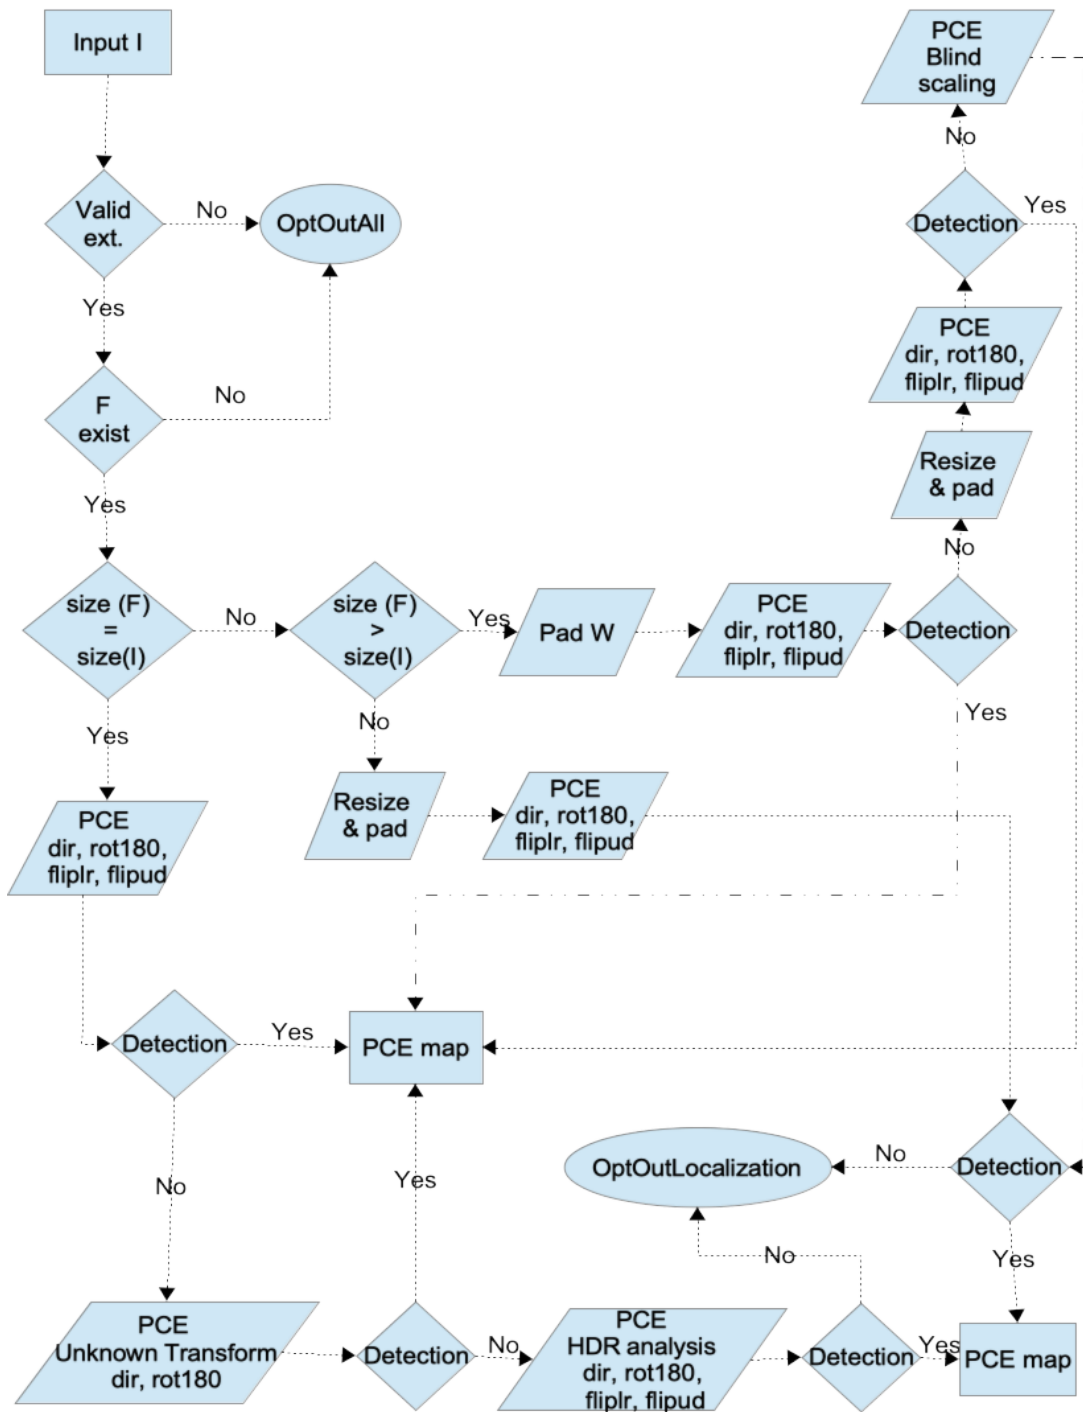 Input I
PCE
Blind
scaling
No
Valid
ext.
No
OptOutAll
Detection
Yes
Yes
PCE
dir, rot180,
fliplr, flipud
F
exist
No
Resize
& pad
Yes
No
size (F)
=
size(I)
No
size (F)
>
size(I)
Yes
Pad W
PCE
dir, rot180,
fliplr, flipud
Detection
Yes
No
Yes
PCE
dir, rot180,
fliplr, flipud
Resize
& pad
PCE
dir, rot180,
fliplr, flipud
Detection
Yes
PCE map
No
Yes
OptOutLocalization
No
Detection
No
Yes
PCE
Unknown Transform
dir, rot180
Detection
No
PCE
HDR analysis
dir, rot180,
fliplr, flipud
Detection
Yes
PCE map